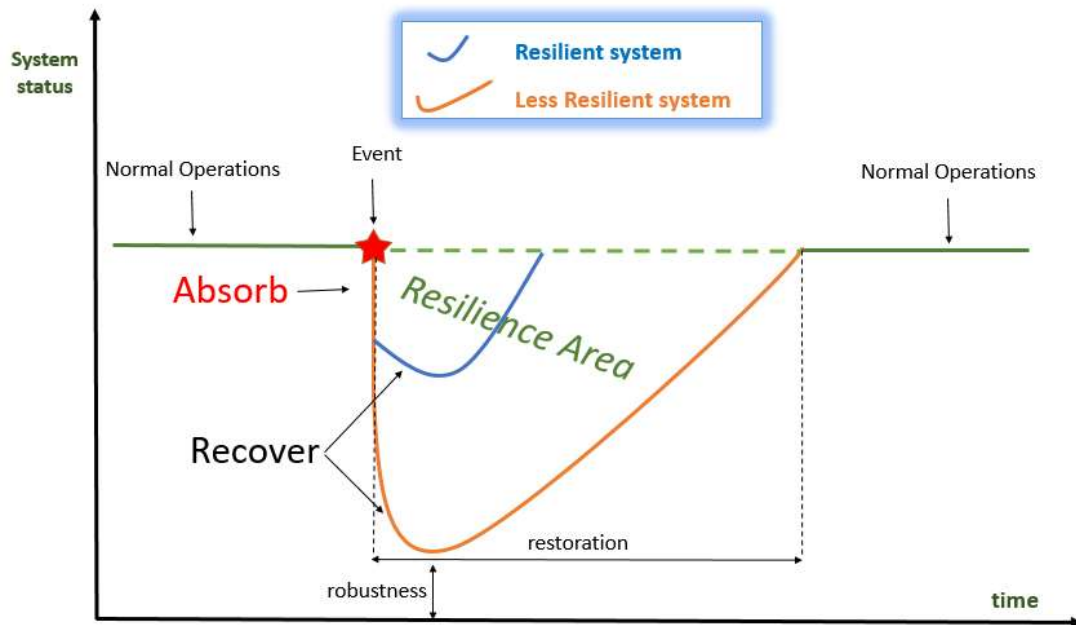 System
status
Resilient system
Less Resilient system
Event
Normal Operations
Normal Operations
Absorb
Resilience Area
Recover
restoration
robustness
time